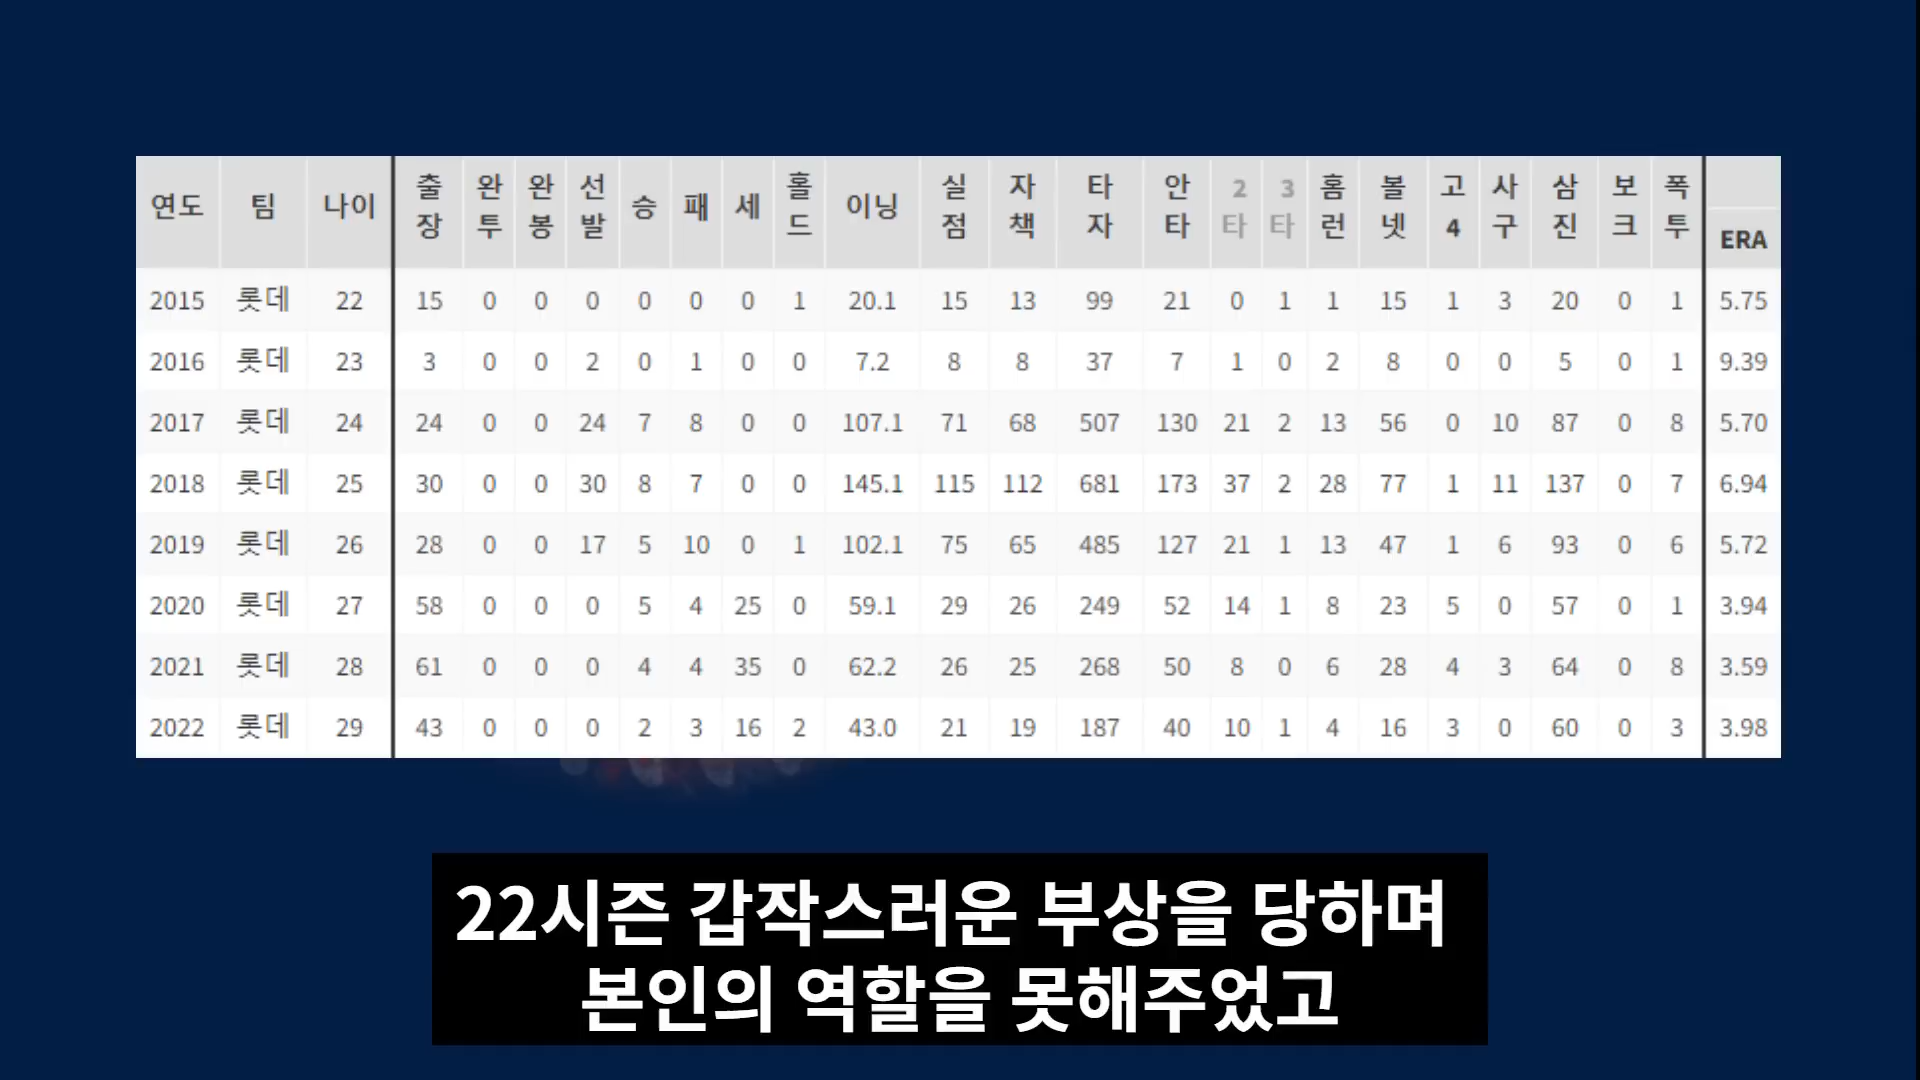 연도 팀 나이 출장 완투 완봉 선발 승 패 세 홀드 이닝 실점 자책 타자 안타 2타 3타 홈런 볼넷 고4 사구 삼진 보크 폭투 ERA
2015 롯데 22 15 0 0 0 0 0 0 1 20.1 15 13 99 21 0 1 1 15 1 3 20 0 1 5.75
2016 롯데 23 3 0 0 2 0 1 0 0 7.2 8 8 37 7 1 0 2 8 0 0 5 0 1 9.39
2017 롯데 24 24 0 0 24 7 8 0 0 107.1 71 68 507 130 21 2 13 56 0 10 87 0 8 5.70
2018 롯데 25 30 0 0 30 8 7 0 0 145.1 115 112 681 173 37 2 28 77 1 11 137 0 7 6.94
2019 롯데 26 28 0 0 17 5 10 0 1 102.1 75 65 485 127 21 1 13 47 1 6 93 0 6 5.72
2020 롯데 27 58 0 0 0 5 4 25 0 59.1 29 26 249 52 14 1 8 23 5 0 57 0 1 3.94
2021 롯데 28 61 0 0 0 4 4 35 0 62.2 26 25 268 50 8 0 6 28 4 3 64 0 8 3.59
2022 롯데 29 43 0 0 0 2 3 16 2 43.0 21 19 187 40 10 1 4 16 3 0 60 0 3 3.98
22시즌 갑작스러운 부상을 당하며
본인의 역할을 못해주었고